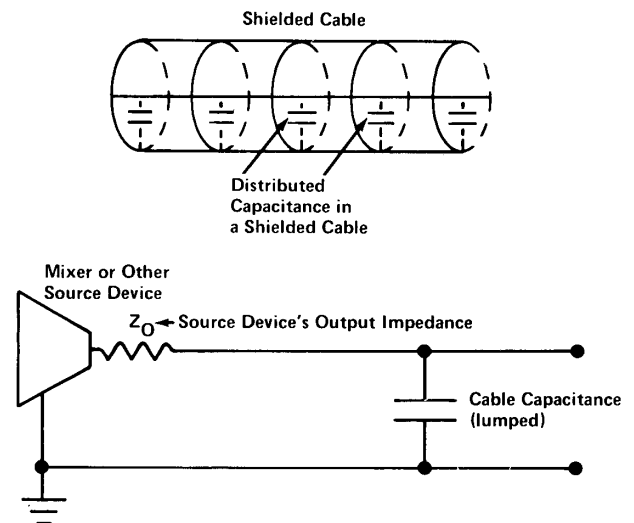 Shielded Cable
Distributed
Capacitance in
a Shielded Cable
Mixer or Other
Source Device
ZO Source Device's Output Impedance
Cable Capacitance
(lumped)